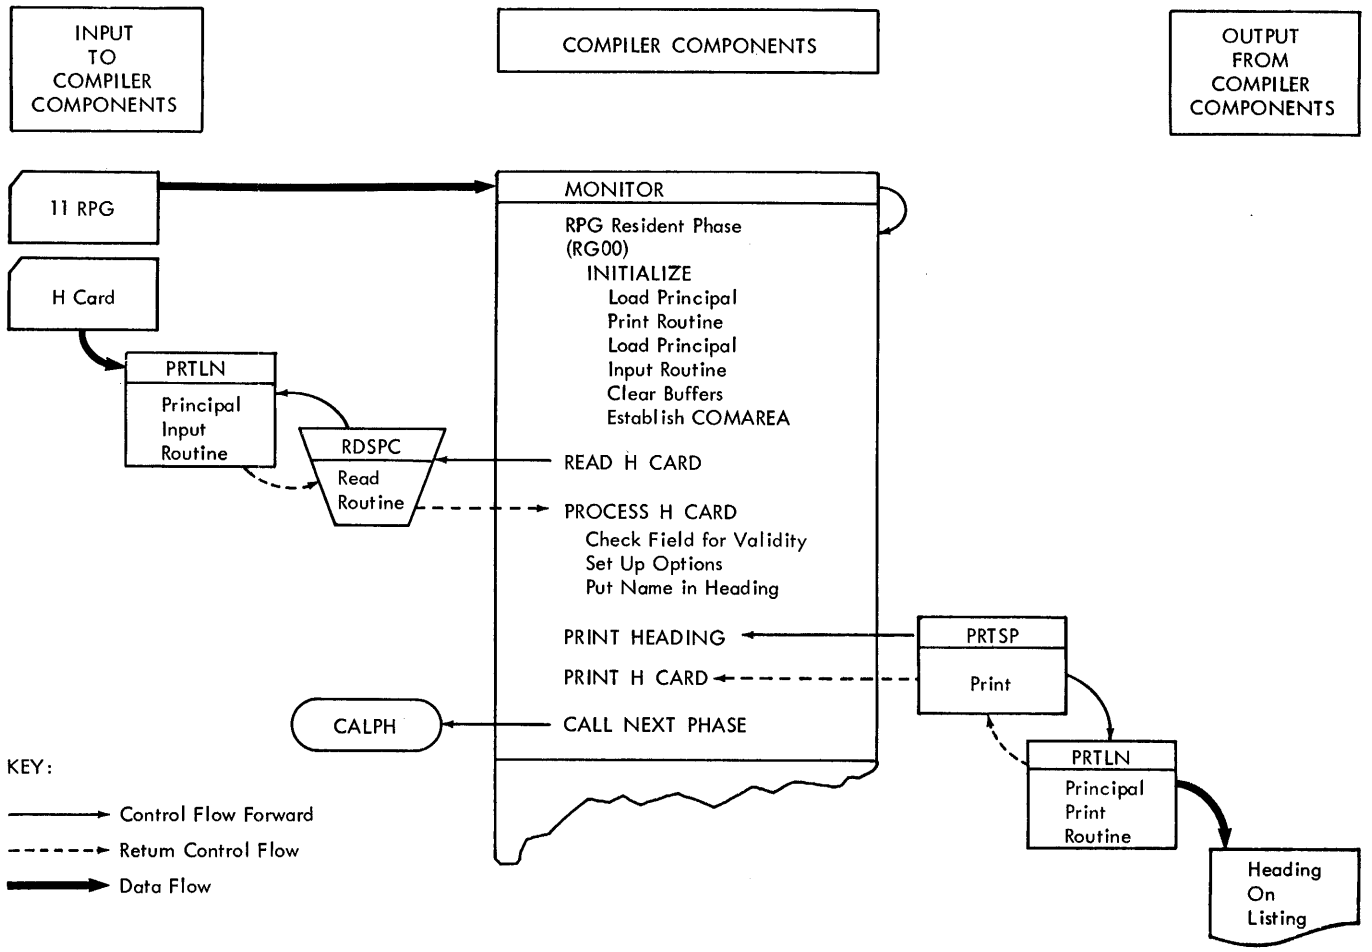 INPUT
TO
COMPILER
COMPONENTS
COMPILER COMPONENTS
OUTPUT
FROM
COMPILER
COMPONENTS
11 RPG
H Card
PRTLN
Principal
Input
Routine
RDSPC
Read
Routine
MONITOR
RPG Resident Phase
(RG00)
INITIALIZE
Load Principal
Print Routine
Load Principal
Input Routine
Clear Buffers
Establish COMAREA
READ H CARD
PROCESS H CARD
Check Field for Validity
Set Up Options
Put Name in Heading
PRINT HEADING
PRINT H CARD
CALL NEXT PHASE
CALPH
PRTSP
Print
PRTLN
Principal
Print
Routine
Heading
On
Listing
KEY:
Control Flow Forward
Return Control Flow
Data Flow